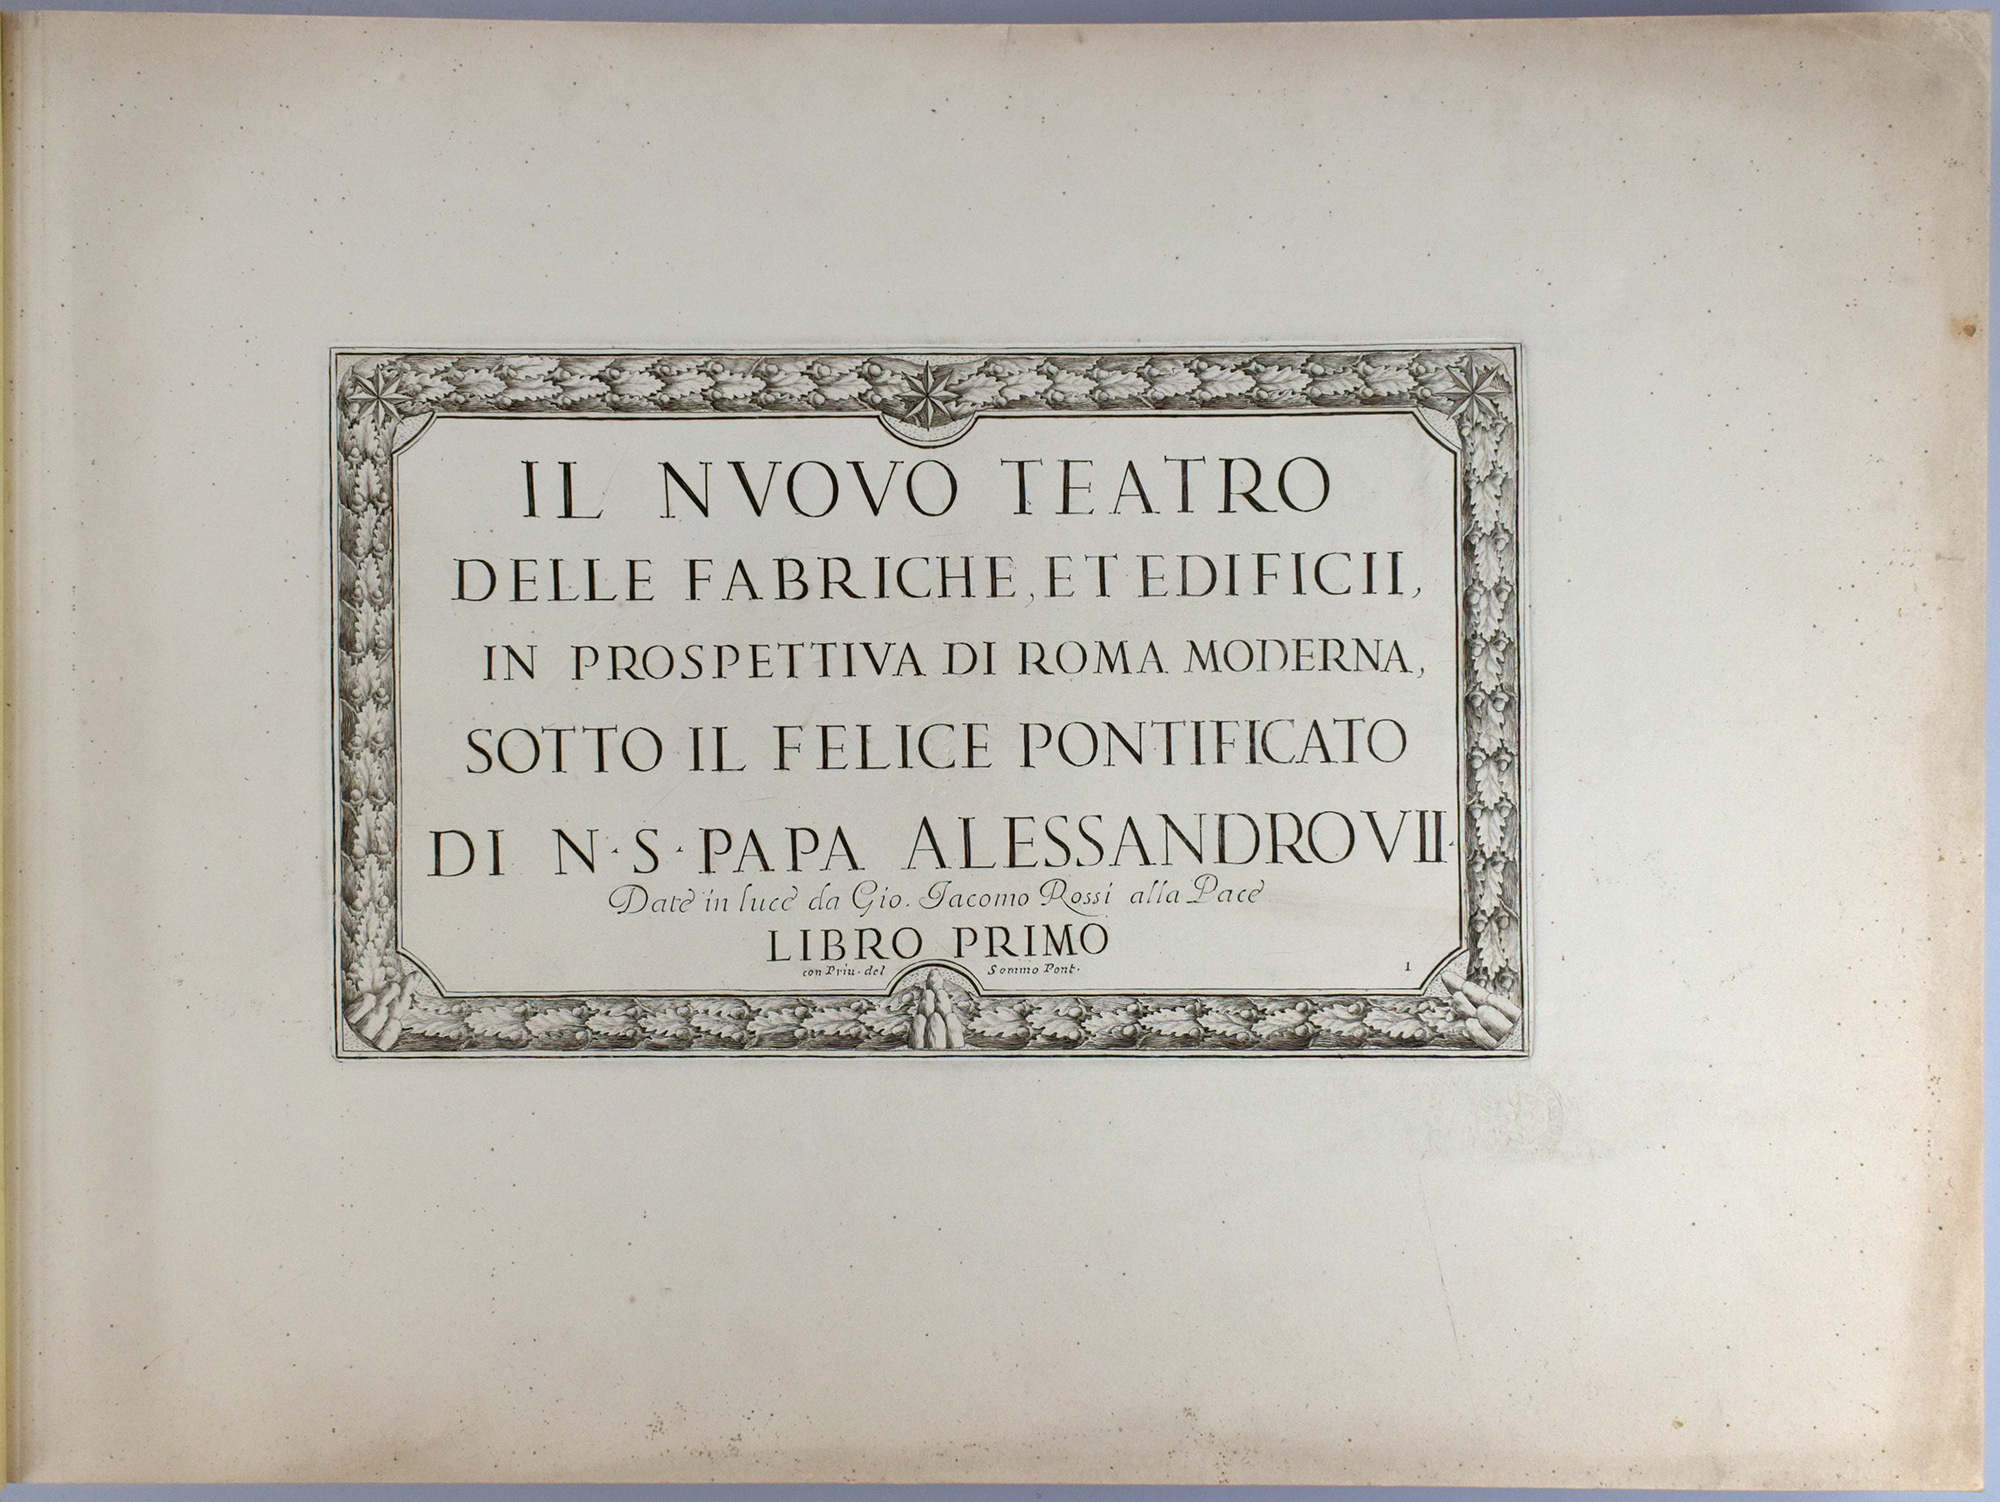 IL NVOVO TEATRO
DELLE FABRICHE, ET EDIFICII,
IN PROSPETTIVA DI ROMA MODERNA,
SOTTO IL FELICE PONTIFICATO
DI N·S·PAPA ALESSANDRO VII·
Date in luce da Gio. Iacomo Rossi alla Pace
LIBRO PRIMO
con Priu. del Sommo Pont.
1